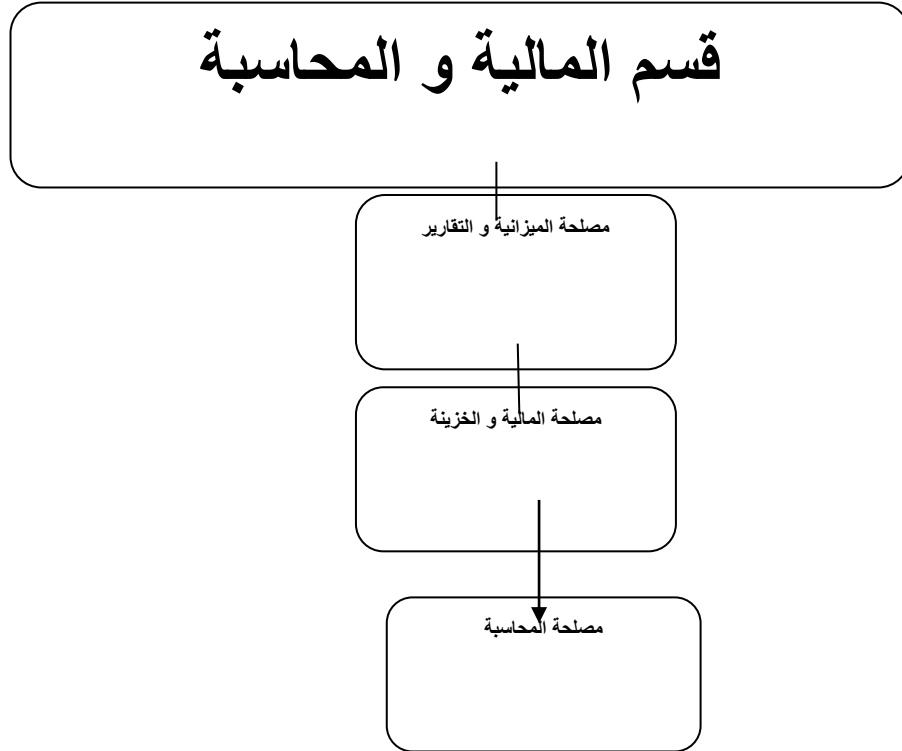 قسم المالية و المحاسبة
مصلحة الميزانية و التقارير
مصلحة المالية و الخزينة
مصلحة المحاسبة